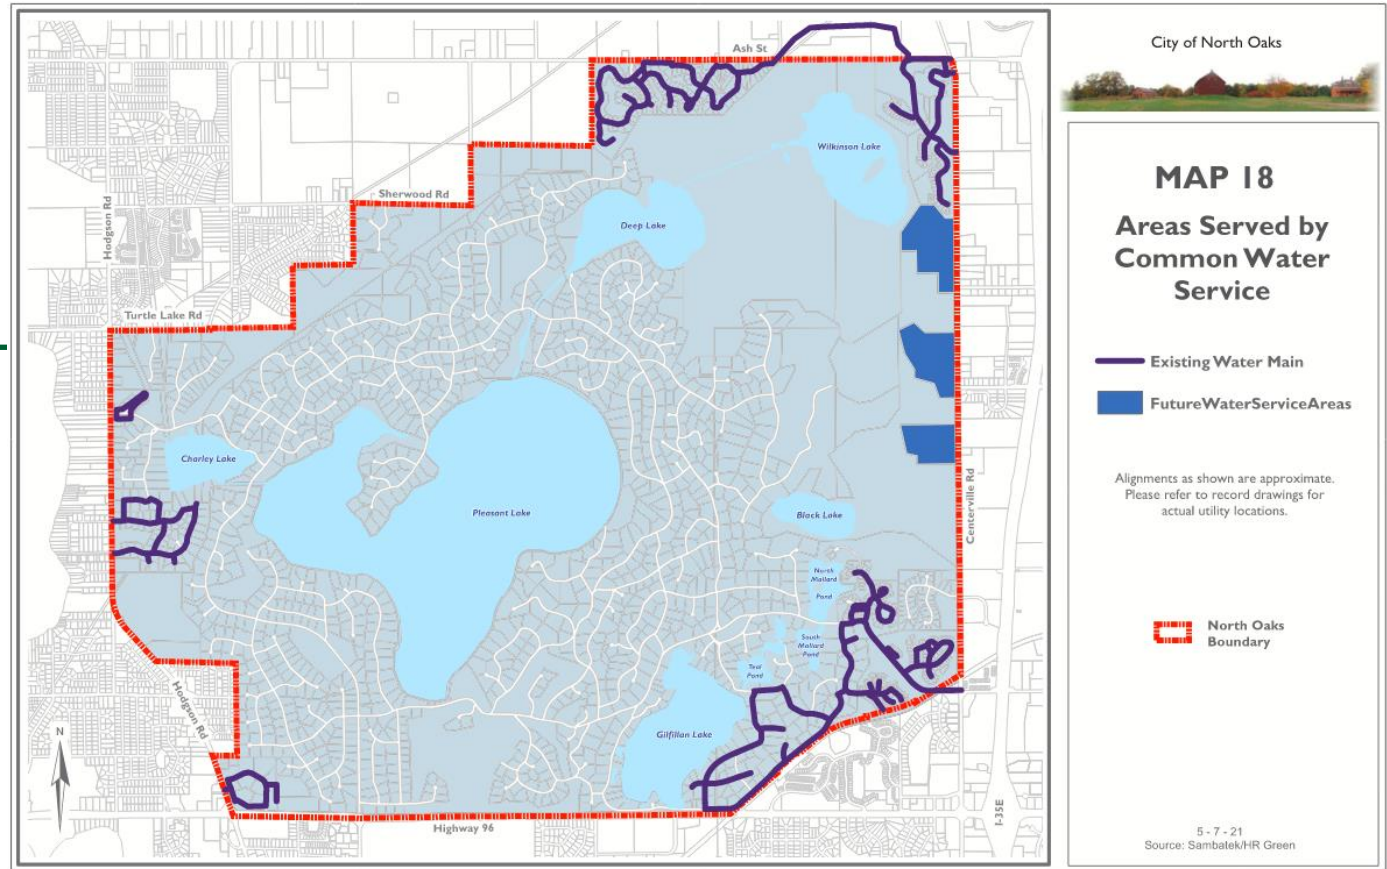 Ash St
Wilkinson Lake
Sherwood Rd
Deep Lake
Hodgson Rd
Turtle Lake Rd
Charley Lake
Pleasant Lake
Black Lake
Centerville Rd
North
Mallard
Pond
South
Mallard
Pond
Teal
Pond
Hodgson Rd
Gilfillan Lake
N
Highway 96
I-35E
City of North Oaks
MAP 18
Areas Served by
Common Water
Service
Existing Water Main
FutureWaterServiceAreas
Alignments as shown are approximate.
Please refer to record drawings for
actual utility locations.
North Oaks
Boundary
5 - 7 - 21
Source: Sambatek/HR Green